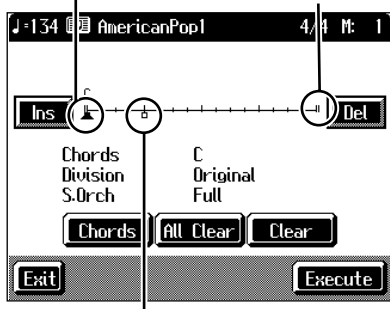 ♩=134 AmericanPop1 4/4 M: 1
C
Ins Del
Chords C
Division Original
S.Orch Full
Chords All Clear Clear
Exit Execute